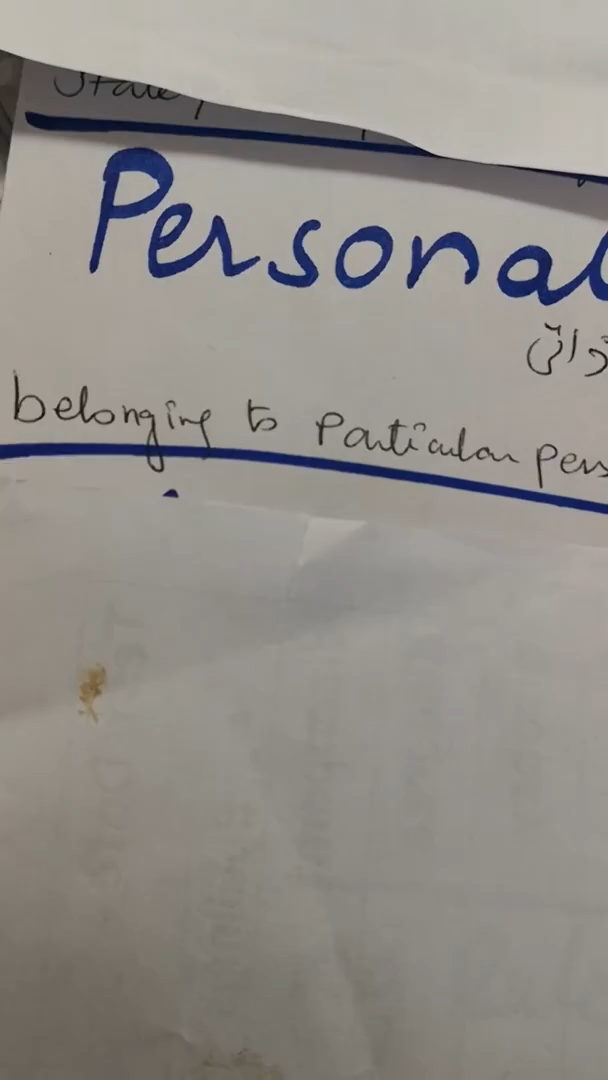 Personal
ذاتی
belonging to Particular pers